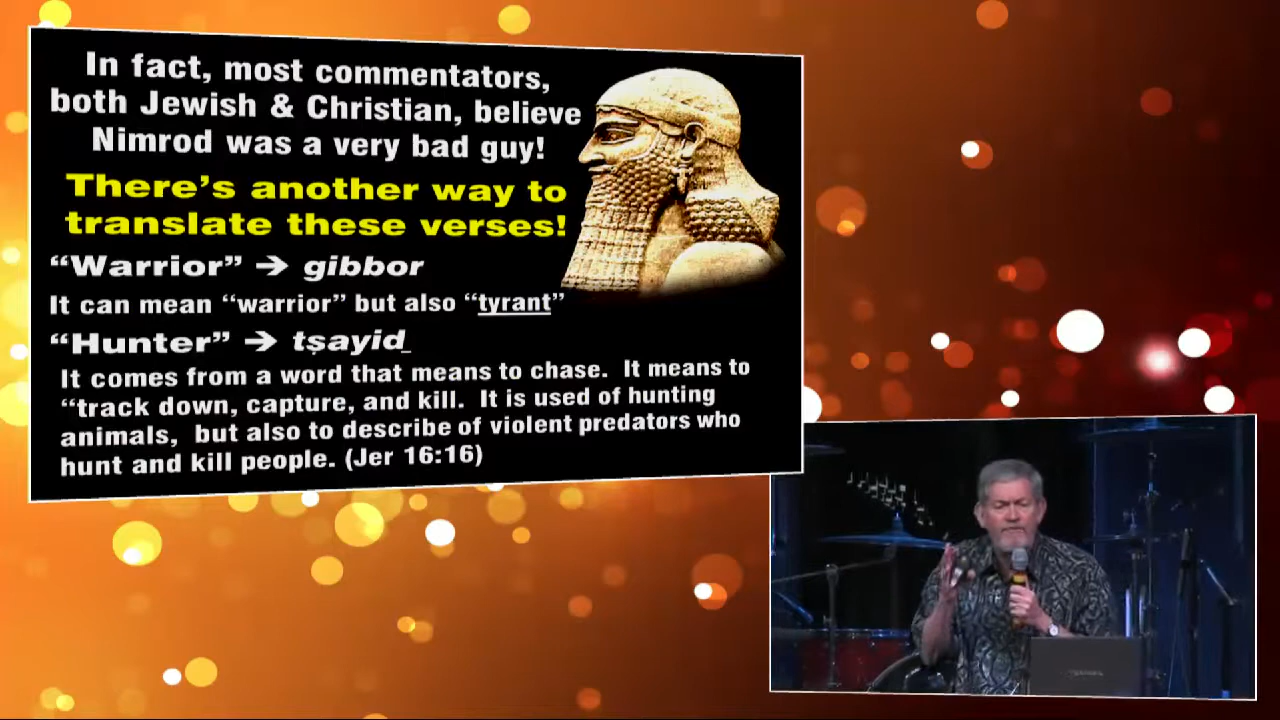 In fact, most commentators,
both Jewish & Christian, believe
Nimrod was a very bad guy!
There's another way to
translate these verses!
“Warrior” → gibbor
It can mean “warrior” but also “tyrant”
“Hunter” → tṣayid
It comes from a word that means to chase. It means to
“track down, capture, and kill. It is used of hunting
animals, but also to describe of violent predators who
hunt and kill people. (Jer 16:16)